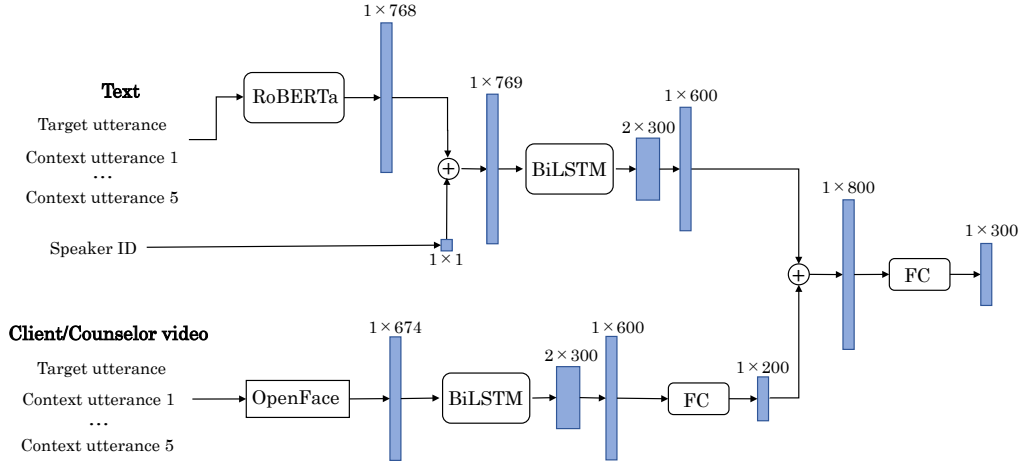 1×768
Text
RoBERTa
1×769
1×600
Target utterance
2×300
Context utterance 1
...
BiLSTM
Context utterance 5
1×800
Speaker ID
1×1
1×300
FC
Client/Counselor video
1×674
1×600
2×300
Target utterance
1×200
Context utterance 1
OpenFace
BiLSTM
FC
...
Context utterance 5